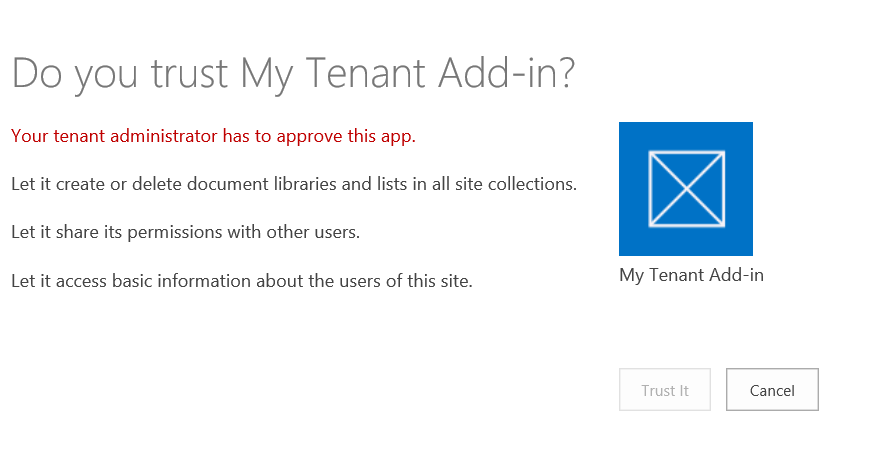 Do you trust My Tenant Add-in?
Your tenant administrator has to approve this app.
Let it create or delete document libraries and lists in all site collections.
Let it share its permissions with other users.
Let it access basic information about the users of this site.
My Tenant Add-in
Trust It
Cancel